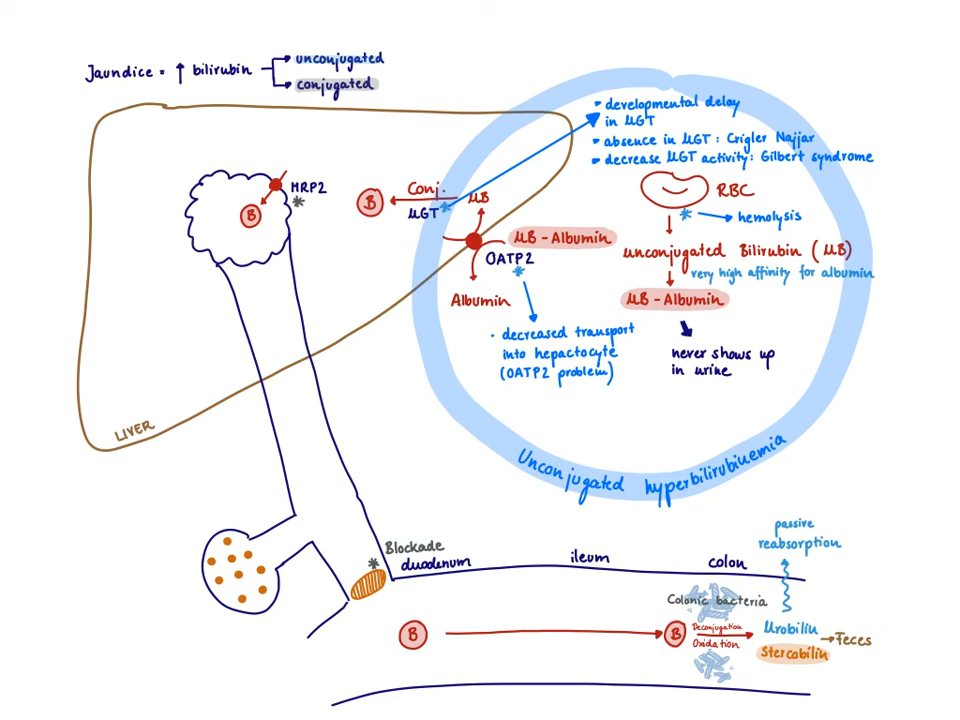 Jaundice = ↑ bilirubin
unconjugated
conjugated
• developmental delay
in UGT
• absence in UGT : Crigler Najjar
• decrease UGT activity: Gilbert syndrome
MRP2
B
B
Conj.
UGT
UB
RBC
hemolysis
UB - Albumin
OATP2
Albumin
unconjugated Bilirubin (UB)
very high affinity for albumin
UB - Albumin
never shows up
in urine
• decreased transport
into hepactocyte
(OATP2 problem)
LIVER
Unconjugated hyperbilirubinemia
passive
reabsorption
Blockade
duodenum
ileum
colon
Colonic bacteria
B
B
Deconjugation
Oxidation
Urobilin
Stercobilin
Feces